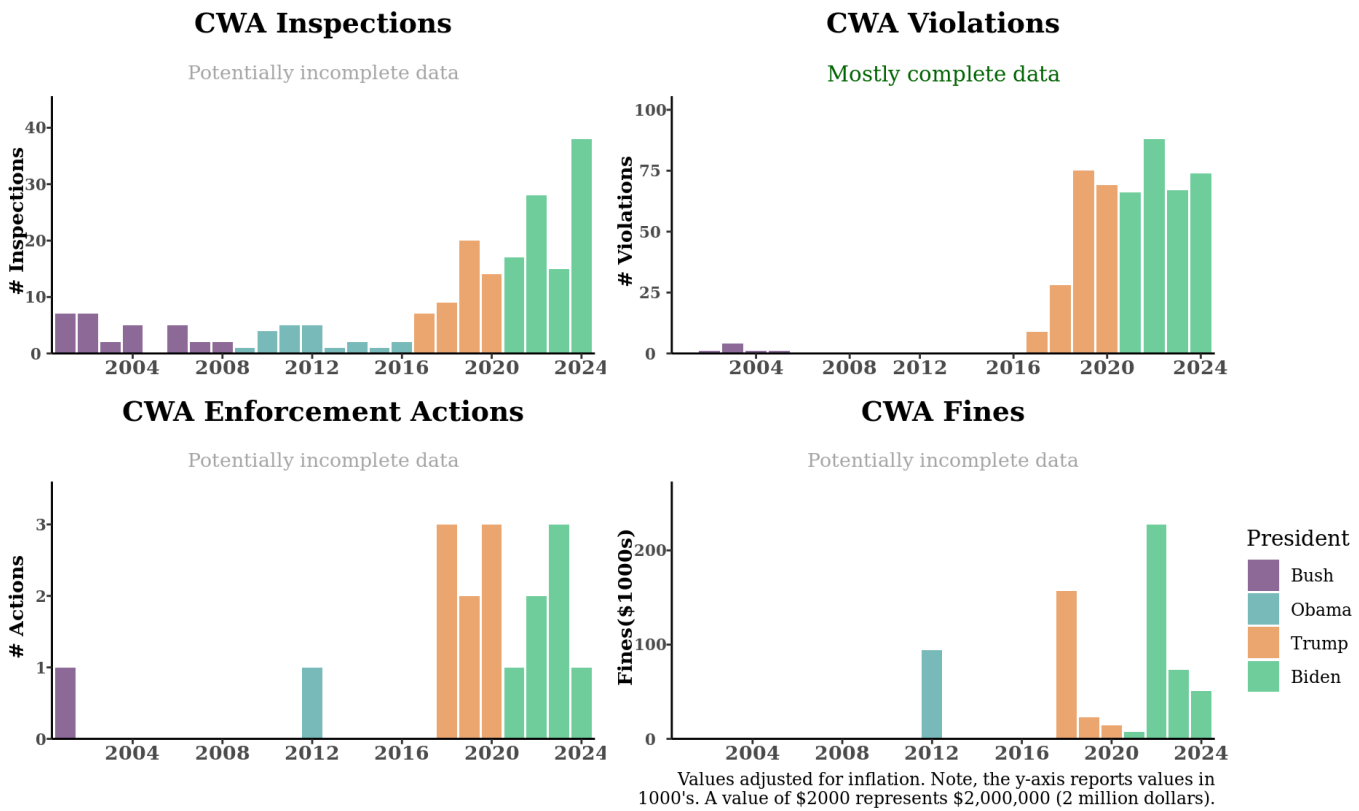 CWA Inspections
Potentially incomplete data
# Inspections
40
30
20
10
0
2004 2008 2012 2016 2020 2024
CWA Violations
Mostly complete data
# Violations
100
75
50
25
0
2004 2008 2012 2016 2020 2024
CWA Enforcement Actions
Potentially incomplete data
# Actions
3
2
1
0
2004 2008 2012 2016 2020 2024
CWA Fines
Potentially incomplete data
Fines($1000s)
200
100
0
2004 2008 2012 2016 2020 2024
President
Bush
Obama
Trump
Biden
Values adjusted for inflation. Note, the y-axis reports values in
1000's. A value of $2000 represents $2,000,000 (2 million dollars).